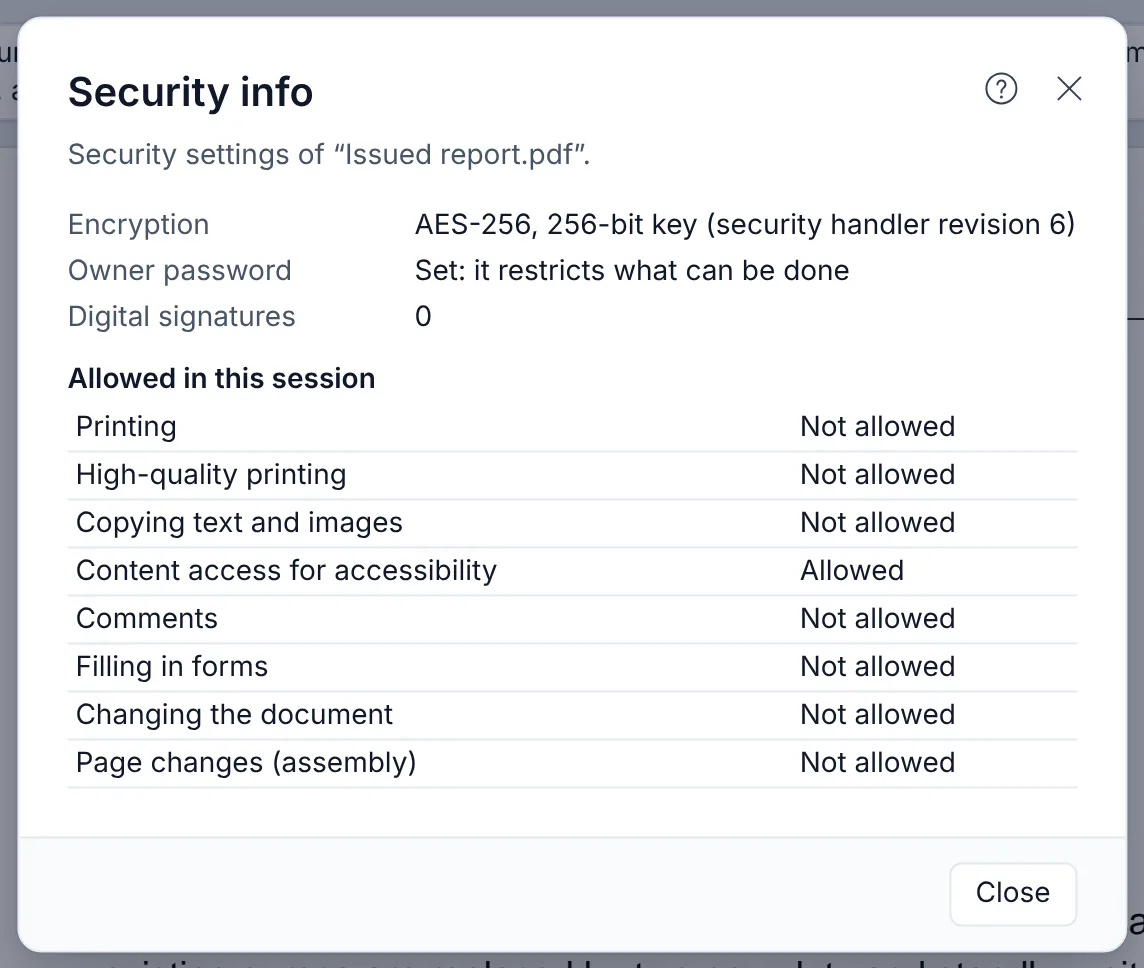 Security info
Security settings of “Issued report.pdf”.
Encryption AES-256, 256-bit key (security handler revision 6)
Owner password Set: it restricts what can be done
Digital signatures 0
Allowed in this session
Printing Not allowed
High-quality printing Not allowed
Copying text and images Not allowed
Content access for accessibility Allowed
Comments Not allowed
Filling in forms Not allowed
Changing the document Not allowed
Page changes (assembly) Not allowed
Close